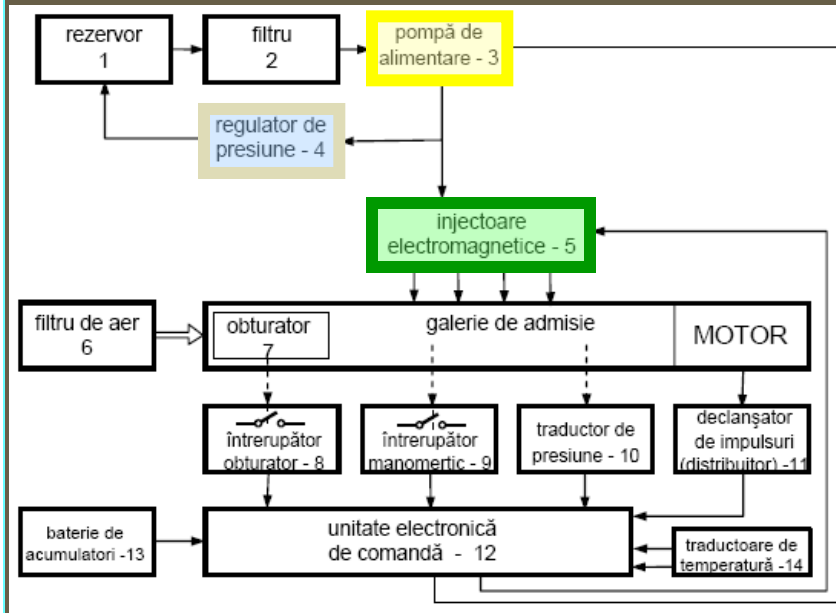 rezervor
1
filtru
2
pompă de
alimentare - 3
regulator de
presiune - 4
injectoare
electromagnetice - 5
filtru de aer
6
obturator
7
galerie de admisie
MOTOR
întrerupător
obturator - 8
întrerupător
manomertic - 9
traductor de
presiune - 10
declanşator
de impulsuri
(distribuitor) -11
baterie de
acumulatori -13
unitate electronică
de comandă - 12
traductoare de
temperatură -14